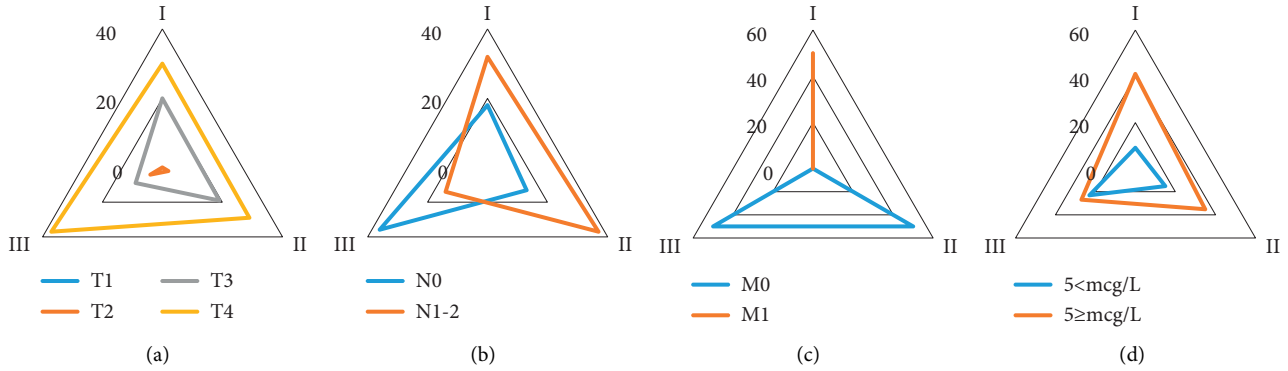 I
40
20
0
III
II
T1
T3
T2
T4
(a)
I
40
20
0
III
II
N0
N1-2
(b)
I
60
40
20
0
III
II
M0
M1
(c)
I
60
40
20
0
III
II
5<mcg/L
5≥mcg/L
(d)